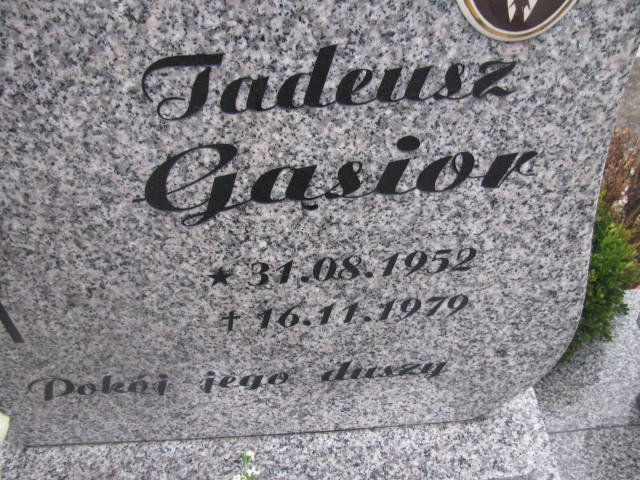 Tadeusz
Gąsior
★ 31.08.1952
† 16.11.1979
Pokój jego duszy